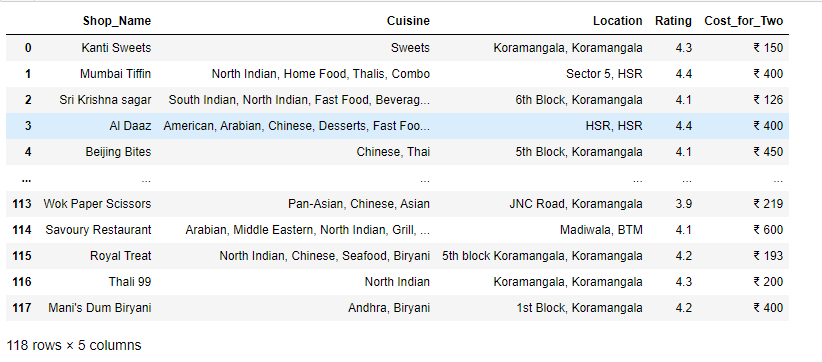 Shop_Name Cuisine Location Rating Cost_for_Two
0 Kanti Sweets Sweets Koramangala, Koramangala 4.3 ₹ 150
1 Mumbai Tiffin North Indian, Home Food, Thalis, Combo Sector 5, HSR 4.4 ₹ 400
2 Sri Krishna sagar South Indian, North Indian, Fast Food, Beverag... 6th Block, Koramangala 4.1 ₹ 126
3 Al Daaz American, Arabian, Chinese, Desserts, Fast Foo... HSR, HSR 4.4 ₹ 400
4 Beijing Bites Chinese, Thai 5th Block, Koramangala 4.1 ₹ 450
... ... ... ... ... ...
113 Wok Paper Scissors Pan-Asian, Chinese, Asian JNC Road, Koramangala 3.9 ₹ 219
114 Savoury Restaurant Arabian, Middle Eastern, North Indian, Grill, ... Madiwala, BTM 4.1 ₹ 600
115 Royal Treat North Indian, Chinese, Seafood, Biryani 5th block Koramangala, Koramangala 4.2 ₹ 193
116 Thali 99 North Indian Koramangala, Koramangala 4.3 ₹ 200
117 Mani's Dum Biryani Andhra, Biryani 1st Block, Koramangala 4.2 ₹ 400
118 rows × 5 columns